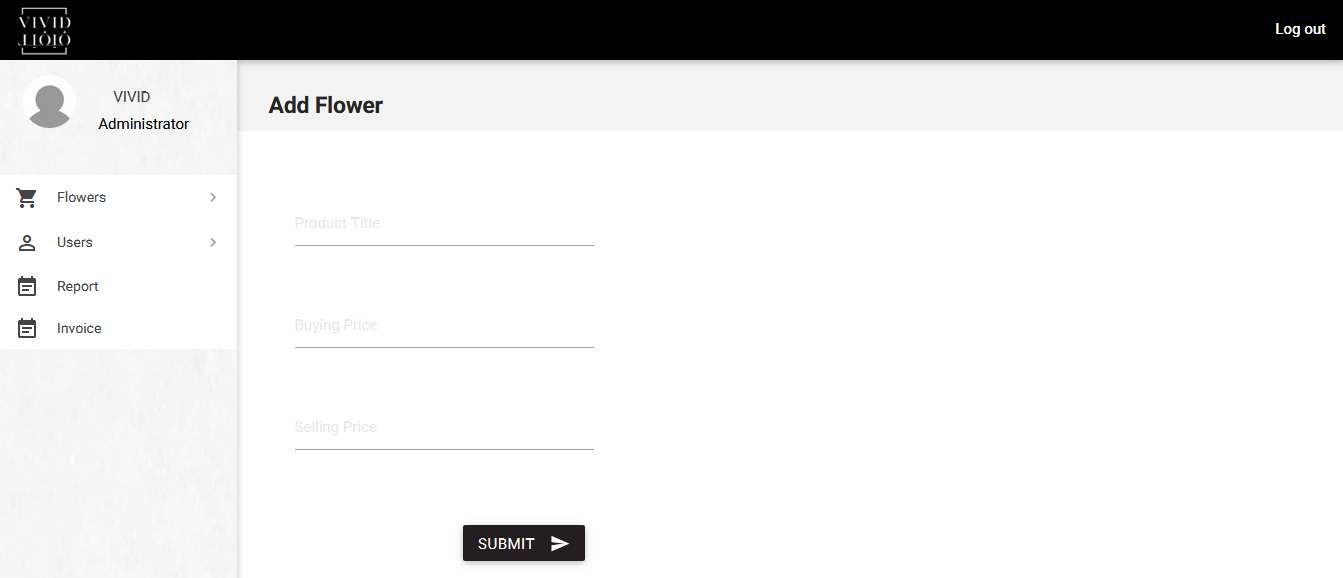 VIVID
Log out
VIVID
Administrator
Add Flower
Flowers
Users
Report
Invoice
Product Title
Buying Price
Selling Price
SUBMIT